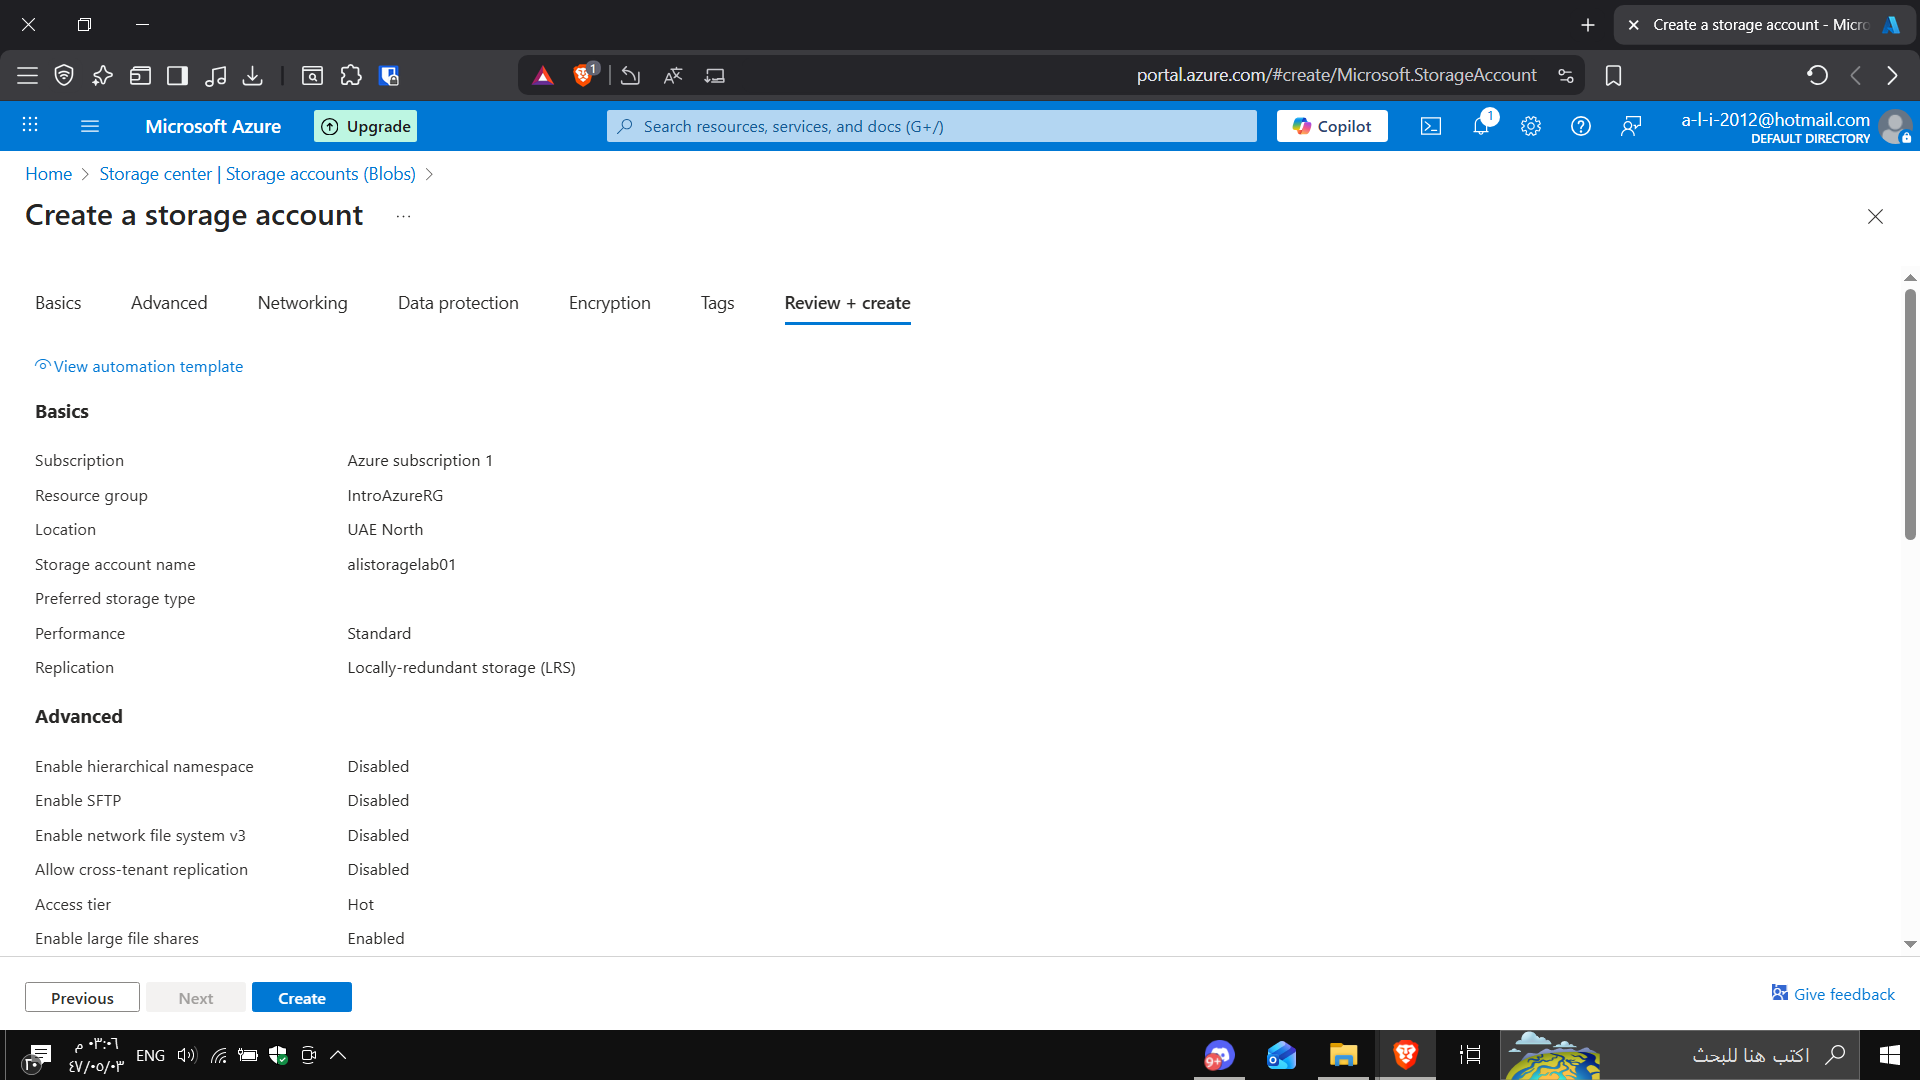 Create a storage account - Micro
portal.azure.com/#create/Microsoft.StorageAccount
1
Microsoft Azure
Upgrade
Search resources, services, and docs (G+/)
Copilot
1
a-l-i-2012@hotmail.com
DEFAULT DIRECTORY
Home > Storage center | Storage accounts (Blobs) >
Create a storage account ...
Basics Advanced Networking Data protection Encryption Tags Review + create
View automation template
Basics
Subscription Azure subscription 1
Resource group IntroAzureRG
Location UAE North
Storage account name alistoragelab01
Preferred storage type
Performance Standard
Replication Locally-redundant storage (LRS)
Advanced
Enable hierarchical namespace Disabled
Enable SFTP Disabled
Enable network file system v3 Disabled
Allow cross-tenant replication Disabled
Access tier Hot
Enable large file shares Enabled
Previous Next Create
Give feedback
٠٣:٠٦ م
٤٧/٠٥/٠٣
٢٠
ENG
9+
اكتب هنا للبحث